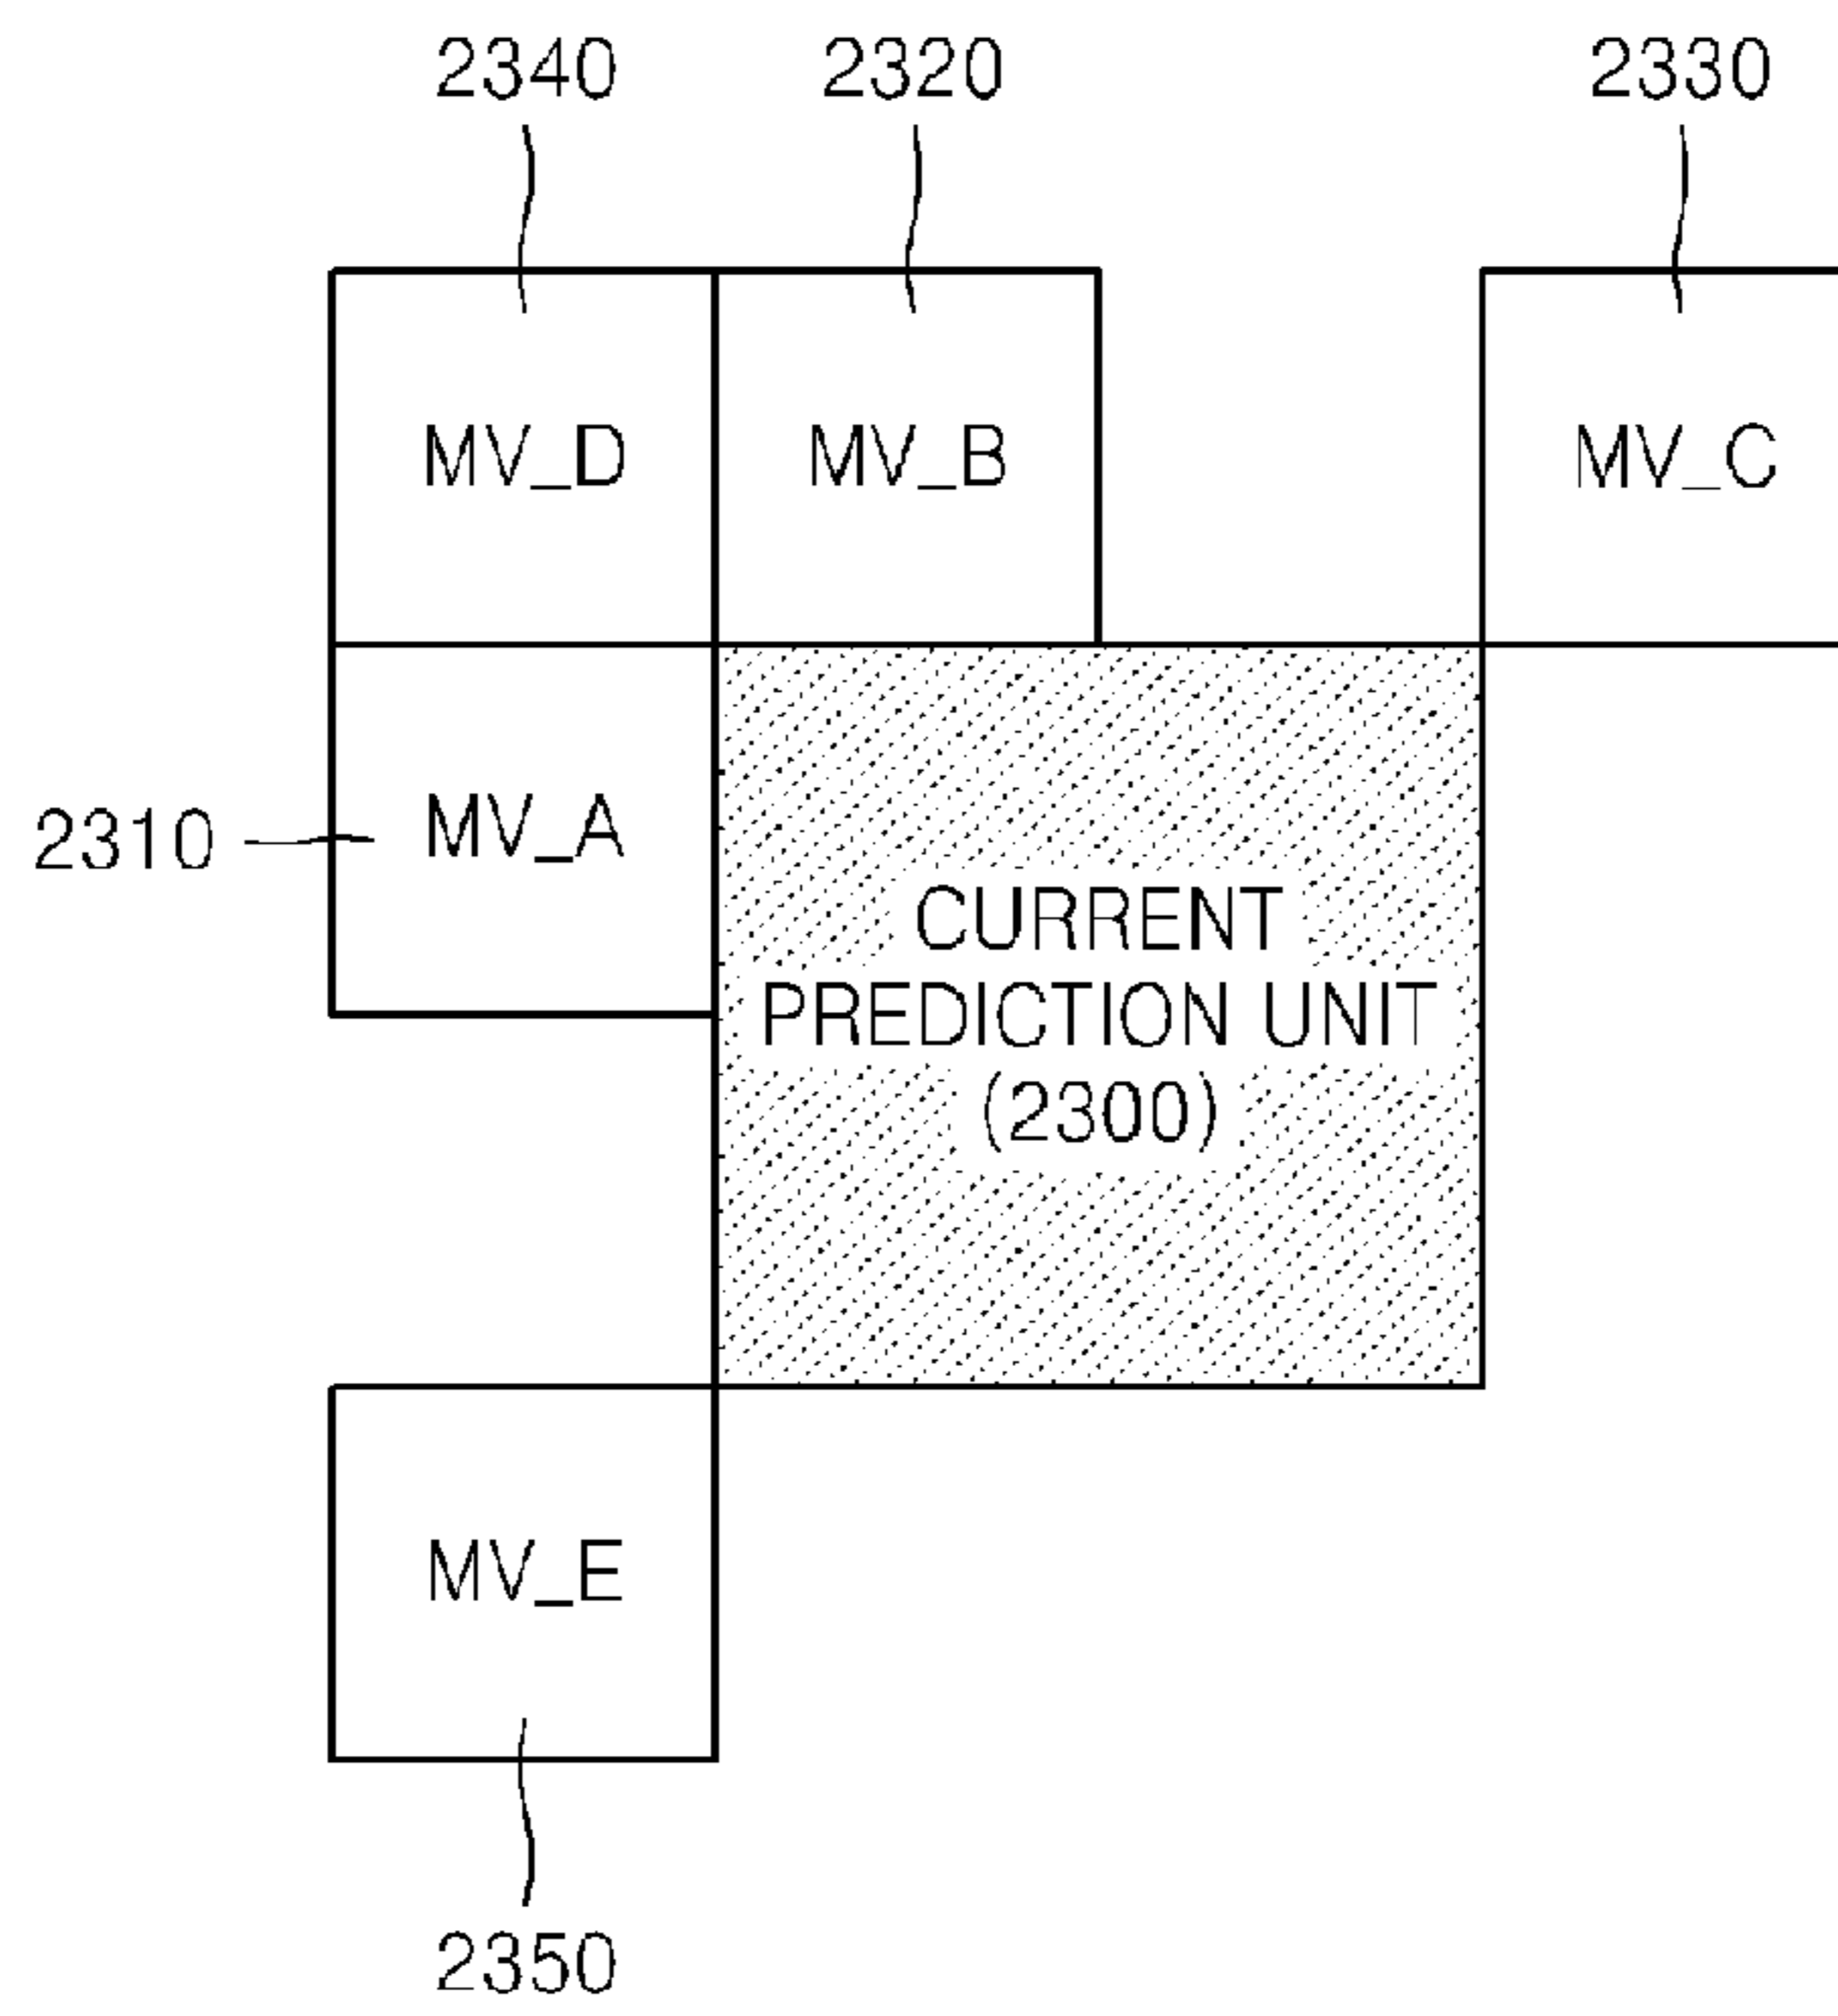 2340
2320
2330
MV_D
MV_B
MV_C
2310
MV_A
CURRENT
PREDICTION UNIT
(2300)
MV_E
2350